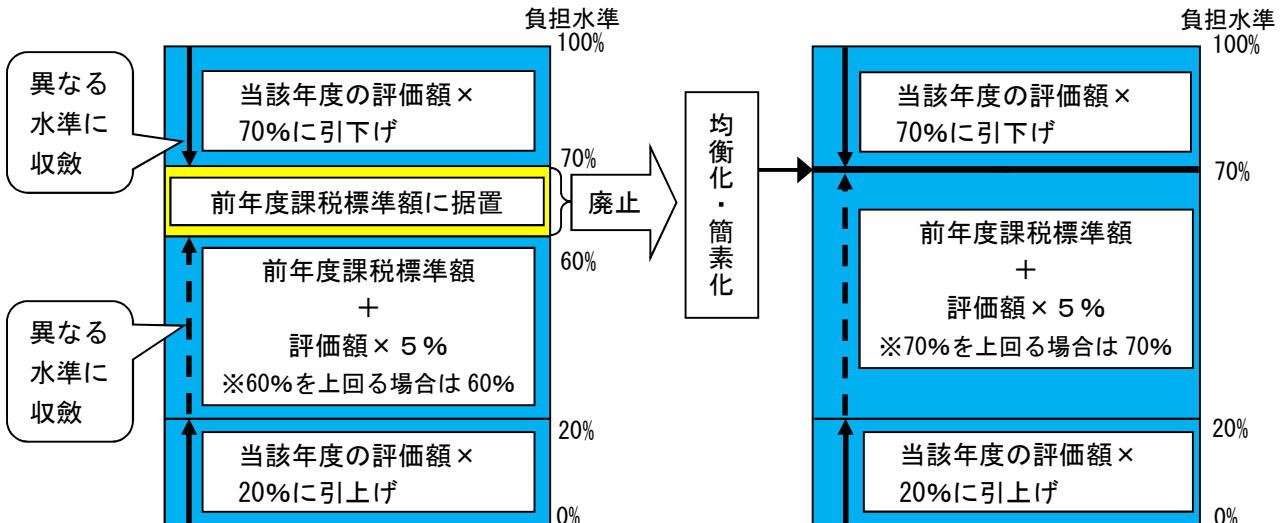 負担水準
100%
異なる
水準に
収斂
当該年度の評価額×
70%に引下げ
70%
前年度課税標準額に据置
60%
前年度課税標準額
＋
評価額×５%
※60%を上回る場合は 60%
異なる
水準に
収斂
20%
当該年度の評価額×
20%に引上げ
0%
廃止
均衡化・簡素化
負担水準
100%
当該年度の評価額×
70%に引下げ
70%
前年度課税標準額
＋
評価額×５%
※70%を上回る場合は 70%
20%
当該年度の評価額×
20%に引上げ
0%